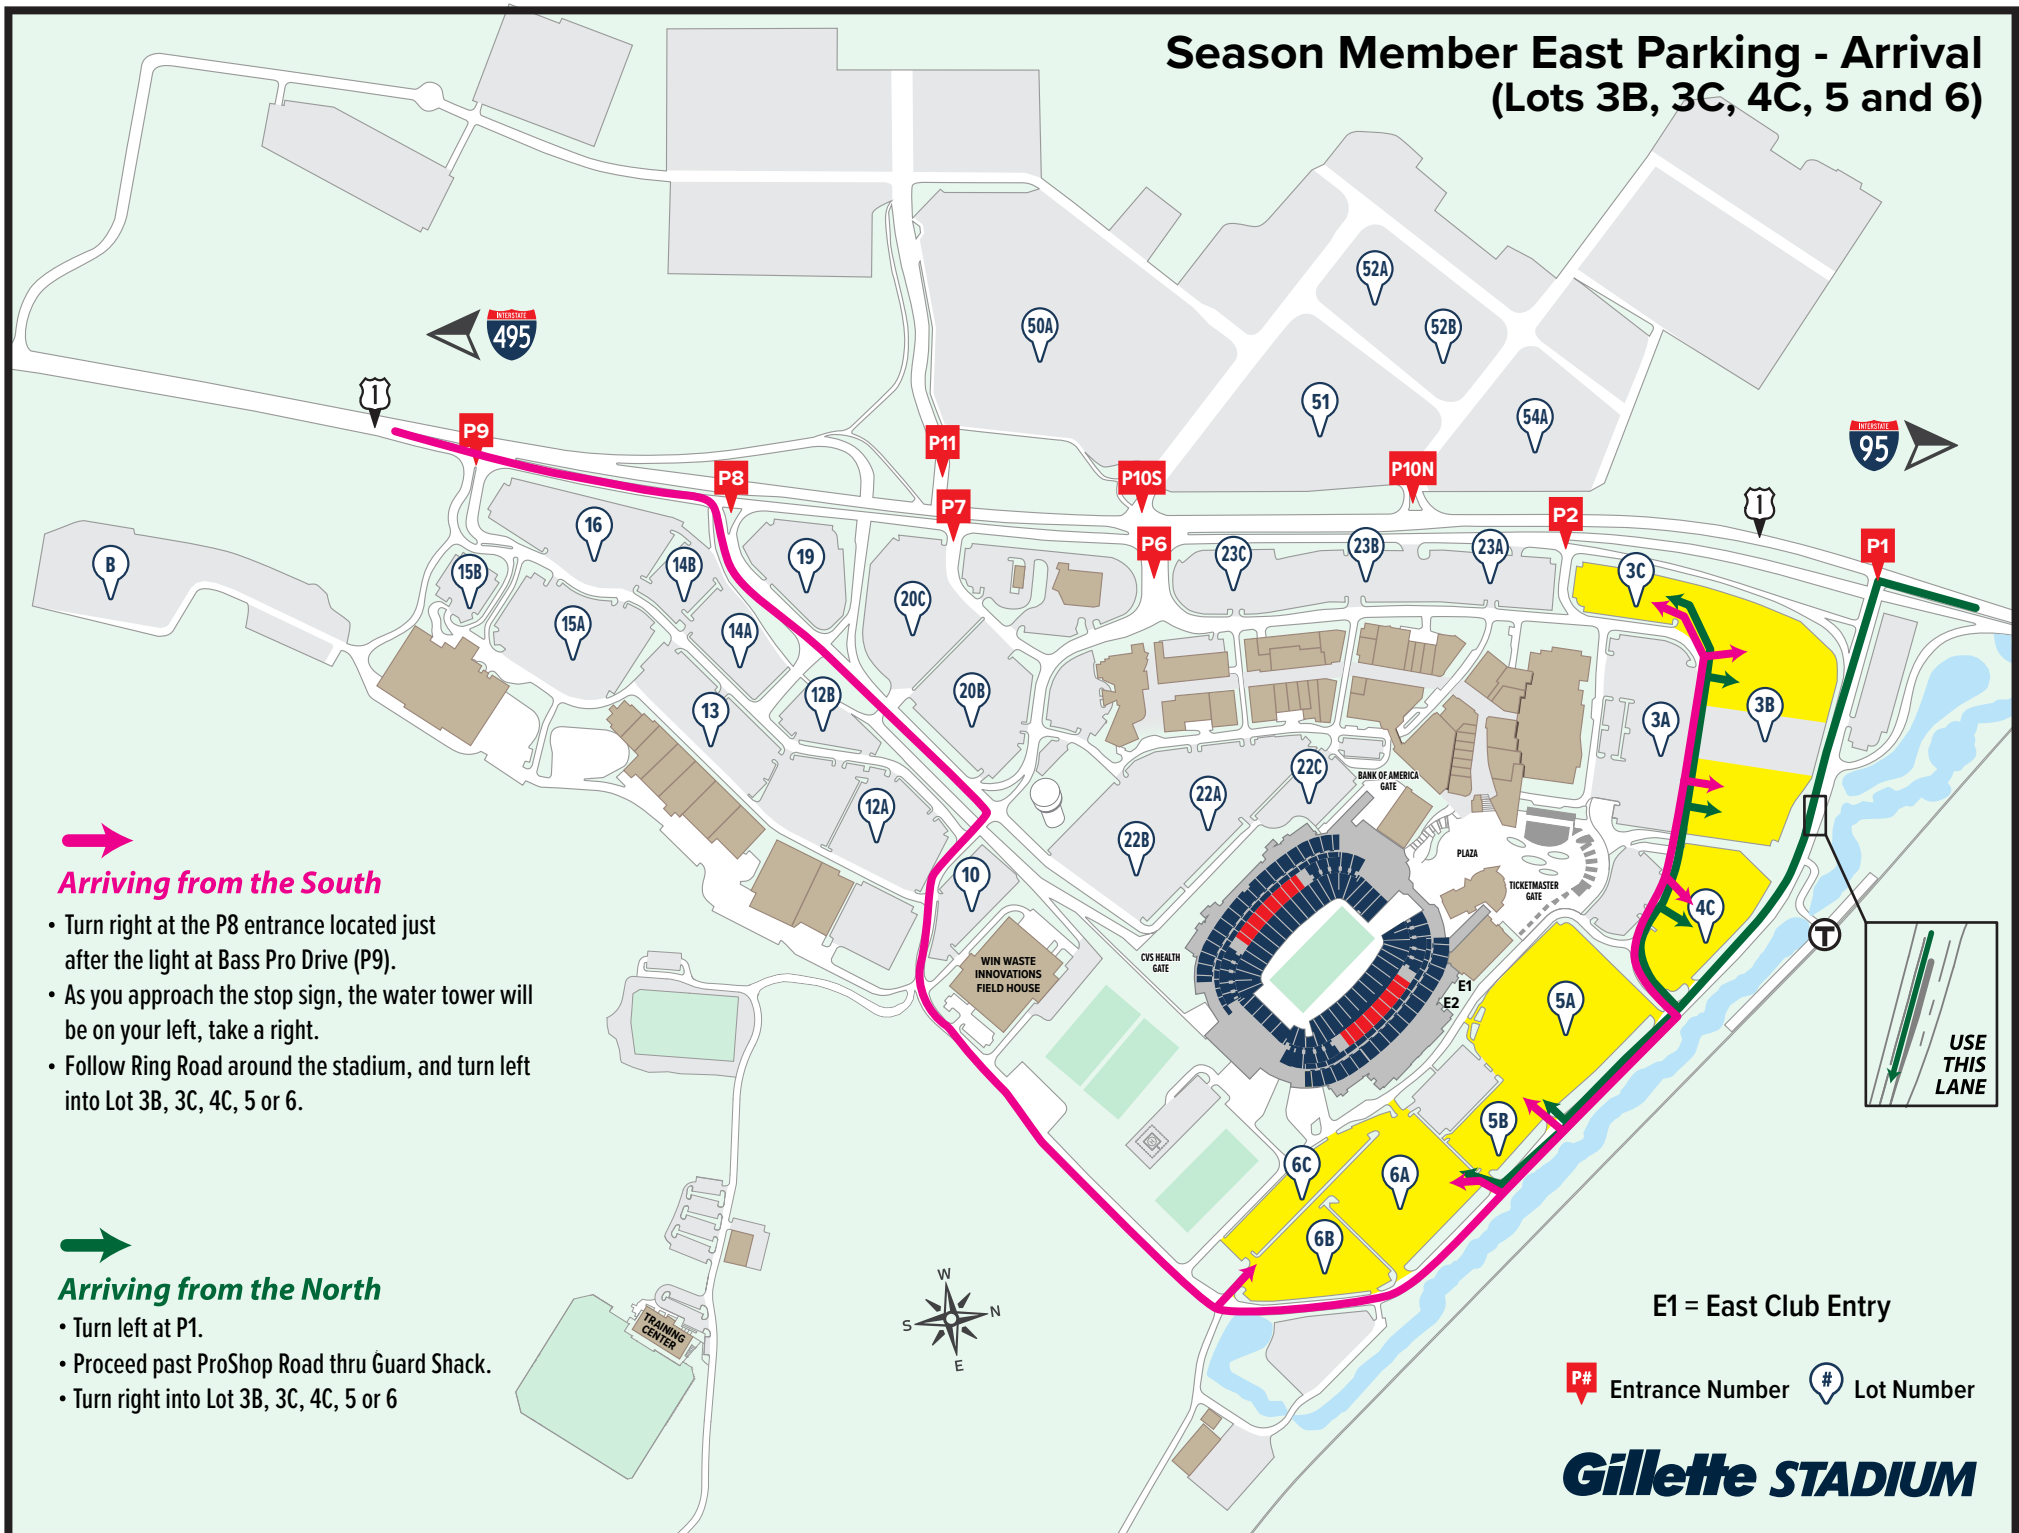 Season Member East Parking - Arrival
(Lots 3B, 3C, 4C, 5 and 6)
52A
50A
52B
INTERSTATE
495
1
51
54A
INTERSTATE
95
P9
P11
P8
P10S
P10N
P7
P2
1
P1
P6
16
19
23C
23B
23A
3C
B
15B
14B
20C
15A
14A
20B
12B
13
3A
3B
22C
BANK OF AMERICA
GATE
22A
12A
22B
PLAZA
10
TICKETMASTER
GATE
4C
T
CVS HEALTH
GATE
WIN WASTE
INNOVATIONS
FIELD HOUSE
E1
E2
5A
USE
THIS
LANE
5B
6C
6A
6B
Arriving from the South
• Turn right at the P8 entrance located just
after the light at Bass Pro Drive (P9).
• As you approach the stop sign, the water tower will
be on your left, take a right.
• Follow Ring Road around the stadium, and turn left
into Lot 3B, 3C, 4C, 5 or 6.
Arriving from the North
• Turn left at P1.
• Proceed past ProShop Road thru Guard Shack.
• Turn right into Lot 3B, 3C, 4C, 5 or 6
TRAINING
CENTER
W
N
S
E
E1 = East Club Entry
P# Entrance Number
# Lot Number
Gillette STADIUM